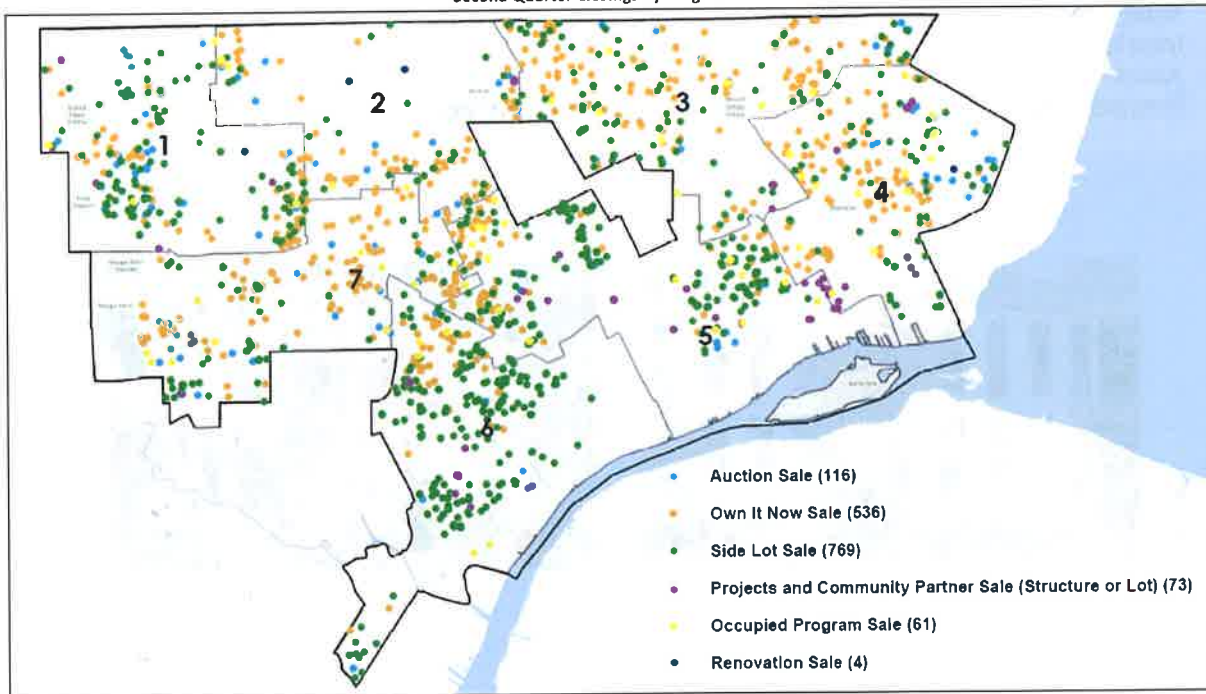 2
3
1
4
7
5
6
Auction Sale (116)
Own It Now Sale (536)
Side Lot Sale (769)
Projects and Community Partner Sale (Structure or Lot) (73)
Occupied Program Sale (61)
Renovation Sale (4)